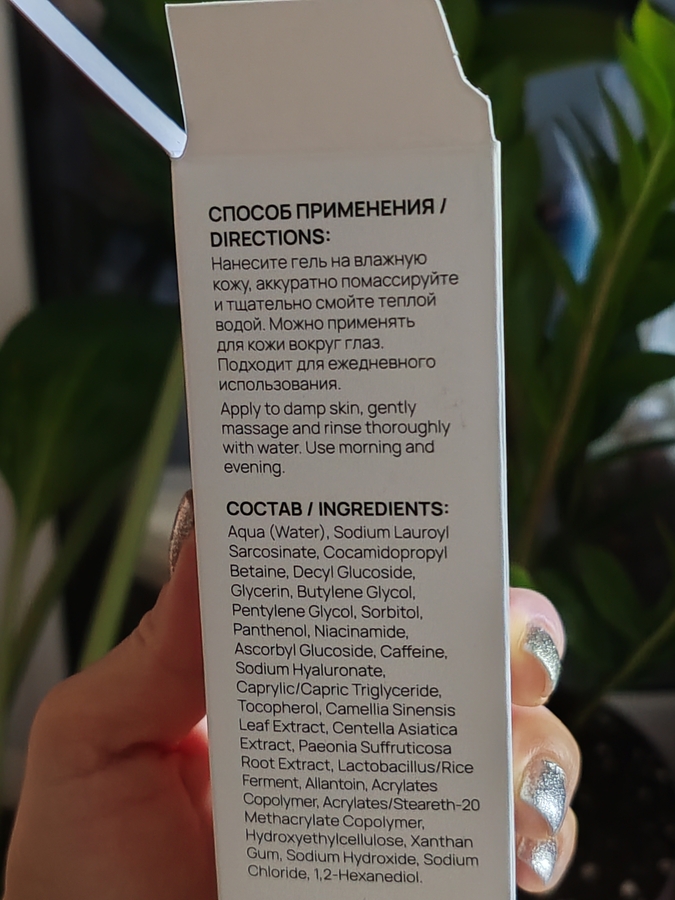 СПОСОБ ПРИМЕНЕНИЯ /
DIRECTIONS:
Нанесите гель на влажную
кожу, аккуратно помассируйте
и тщательно смойте теплой
водой. Можно применять
для кожи вокруг глаз.
Подходит для ежедневного
использования.
Apply to damp skin, gently
massage and rinse thoroughly
with water. Use morning and
evening.
СОСТАВ / INGREDIENTS:
Aqua (Water), Sodium Lauroyl
Sarcosinate, Cocamidopropyl
Betaine, Decyl Glucoside,
Glycerin, Butylene Glycol,
Pentylene Glycol, Sorbitol,
Panthenol, Niacinamide,
Ascorbyl Glucoside, Caffeine,
Sodium Hyaluronate,
Caprylic/Capric Triglyceride,
Tocopherol, Camellia Sinensis
Leaf Extract, Centella Asiatica
Extract, Paeonia Suffruticosa
Root Extract, Lactobacillus/Rice
Ferment, Allantoin, Acrylates
Copolymer, Acrylates/Steareth-20
Methacrylate Copolymer,
Hydroxyethylcellulose, Xanthan
Gum, Sodium Hydroxide, Sodium
Chloride, 1,2-Hexanediol.